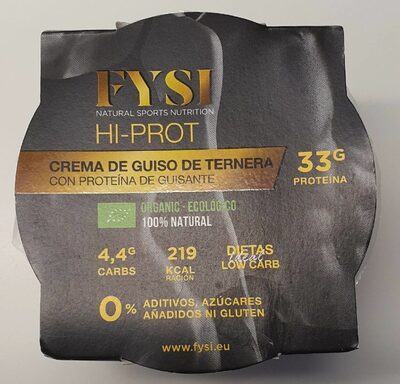 FYSI
NATURAL SPORTS NUTRITION
HI-PROT
CREMA DE GUISO DE TERNERA
CON PROTEÍNA DE GUISANTE
33G
PROTEÍNA
ORGANIC - ECOLÓGICO
100% NATURAL
4,4G
CARBS
219
KCAL
RACIÓN
DIETAS
ideal
LOW CARB
0% ADITIVOS, AZÚCARES
AÑADIDOS NI GLUTEN
www.fysi.eu